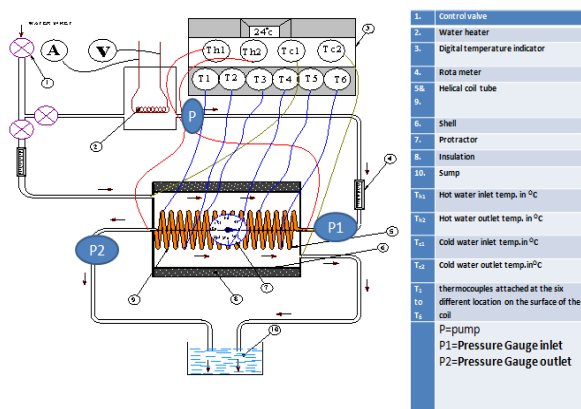 WATER INLET
A
V
24°c
Th1 Th2 Tc1 Tc2
T1 T2 T3 T4 T5 T6
P
P1
P2
1
2
3
4
5
6
7
8
9
10
1. Control valve
2. Water heater
3. Digital temperature indicator
4. Rota meter
5& 9. Helical coil tube
6. Shell
7. Protractor
8. Insulation
10. Sump
Th1 Hot water inlet temp. in °C
Th2 Hot water outlet temp. in °C
Tc1 Cold water inlet temp.in°C
Tc2 Cold water outlet temp.in°C
T1 to T6 thermocouples attached at the six
different location on the surface of the
coil
P=pump
P1=Pressure Gauge inlet
P2=Pressure Gauge outlet